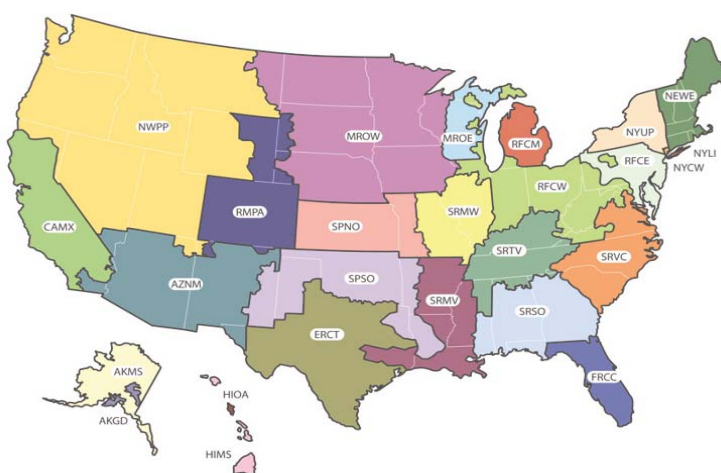 NEWE
NWPP
NYUP
MROW
MROE
RFCM
NYLI
RFCE
NYCW
RFCW
RMPA
SRMW
SPNO
CAMX
SRTV
SRVC
AZNM
SPSO
SRMV
SRSO
ERCT
AKMS
FRCC
HIOA
AKGD
HIMS